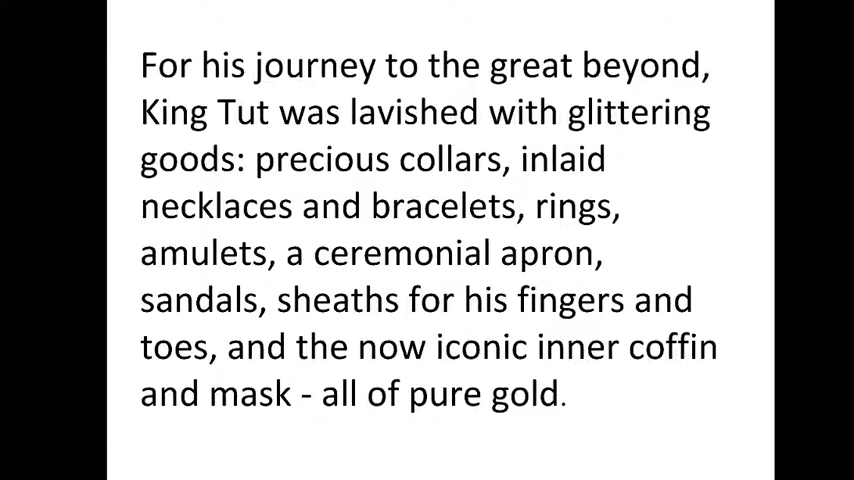 For his journey to the great beyond,
King Tut was lavished with glittering
goods: precious collars, inlaid
necklaces and bracelets, rings,
amulets, a ceremonial apron,
sandals, sheaths for his fingers and
toes, and the now iconic inner coffin
and mask - all of pure gold.